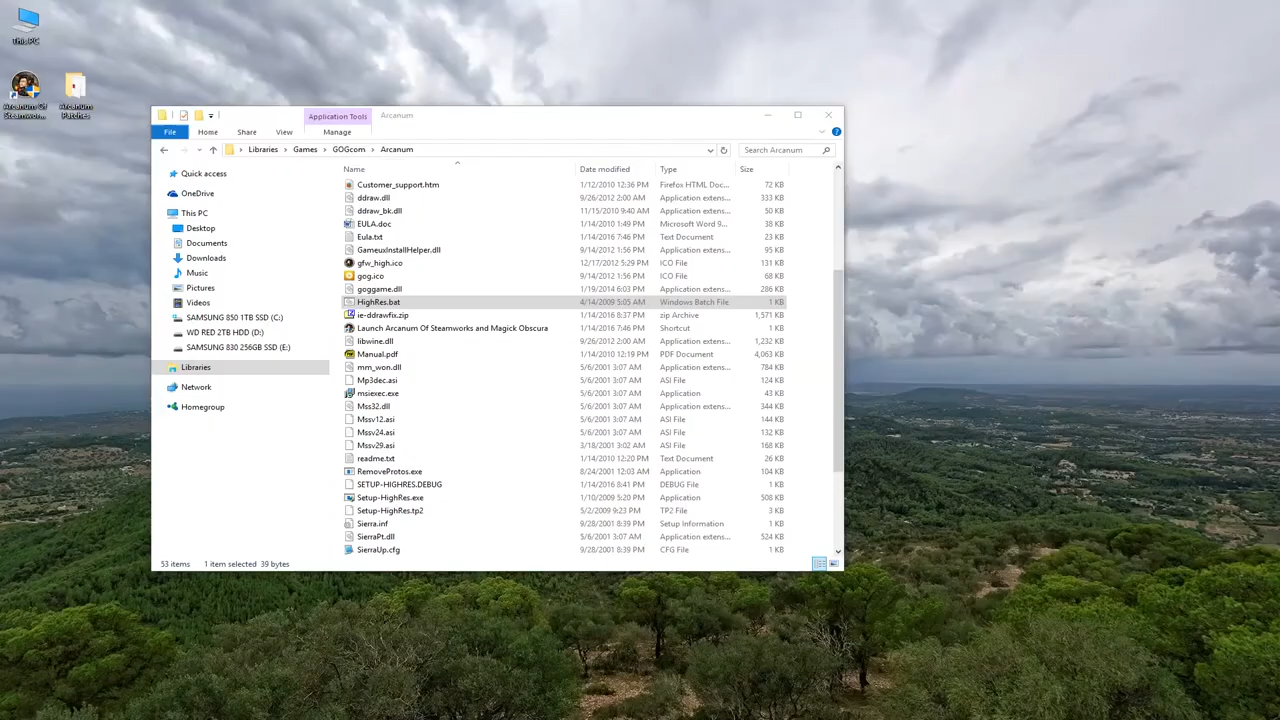 This PC
Arcanum Of Steamwor...
Arcanum Patches
Application Tools
Arcanum
File
Home
Share
View
Manage
Libraries
Games
GOGcom
Arcanum
Search Arcanum
Quick access
OneDrive
This PC
Desktop
Documents
Downloads
Music
Pictures
Videos
SAMSUNG 850 1TB SSD (C:)
WD RED 2TB HDD (D:)
SAMSUNG 830 256GB SSD (E:)
Libraries
Network
Homegroup
Name Date modified Type Size
Customer_support.htm 1/12/2010 12:36 PM Firefox HTML Doc... 72 KB
ddraw.dll 9/26/2012 2:00 AM Application extens... 333 KB
ddraw_bk.dll 11/15/2010 9:40 AM Application extens... 50 KB
EULA.doc 1/14/2010 1:49 PM Microsoft Word 9... 38 KB
Eula.txt 1/14/2016 7:46 PM Text Document 23 KB
GameuxInstallHelper.dll 9/14/2012 1:56 PM Application extens... 95 KB
gfw_high.ico 12/17/2012 5:29 PM ICO File 131 KB
gog.ico 9/14/2012 1:56 PM ICO File 68 KB
goggame.dll 1/19/2014 6:03 PM Application extens... 286 KB
HighRes.bat 4/14/2009 5:05 AM Windows Batch File 1 KB
ie-ddrawfix.zip 1/14/2016 8:37 PM zip Archive 1,571 KB
Launch Arcanum Of Steamworks and Magick Obscura 1/14/2016 7:46 PM Shortcut 1 KB
libwine.dll 9/26/2012 2:00 AM Application extens... 1,232 KB
Manual.pdf 1/14/2010 12:19 PM PDF Document 4,063 KB
mm_won.dll 5/6/2001 3:07 AM Application extens... 784 KB
Mp3dec.asi 5/6/2001 3:07 AM ASI File 124 KB
msiexec.exe 5/6/2001 3:07 AM Application 43 KB
Mss32.dll 5/6/2001 3:07 AM Application extens... 344 KB
Mssv12.asi 5/6/2001 3:07 AM ASI File 144 KB
Mssv24.asi 5/6/2001 3:07 AM ASI File 132 KB
Mssv29.asi 3/18/2001 3:02 AM ASI File 168 KB
readme.txt 1/14/2010 12:20 PM Text Document 26 KB
RemoveProtos.exe 8/24/2001 12:03 AM Application 104 KB
SETUP-HIGHRES.DEBUG 1/14/2016 8:41 PM DEBUG File 1 KB
Setup-HighRes.exe 1/10/2009 5:20 PM Application 508 KB
Setup-HighRes.tp2 5/2/2009 9:23 PM TP2 File 3 KB
Sierra.inf 9/28/2001 8:39 PM Setup Information 1 KB
SierraPt.dll 5/6/2001 3:07 AM Application extens... 524 KB
SierraUp.cfg 9/28/2001 8:39 PM CFG File 1 KB
53 items 1 item selected 39 bytes